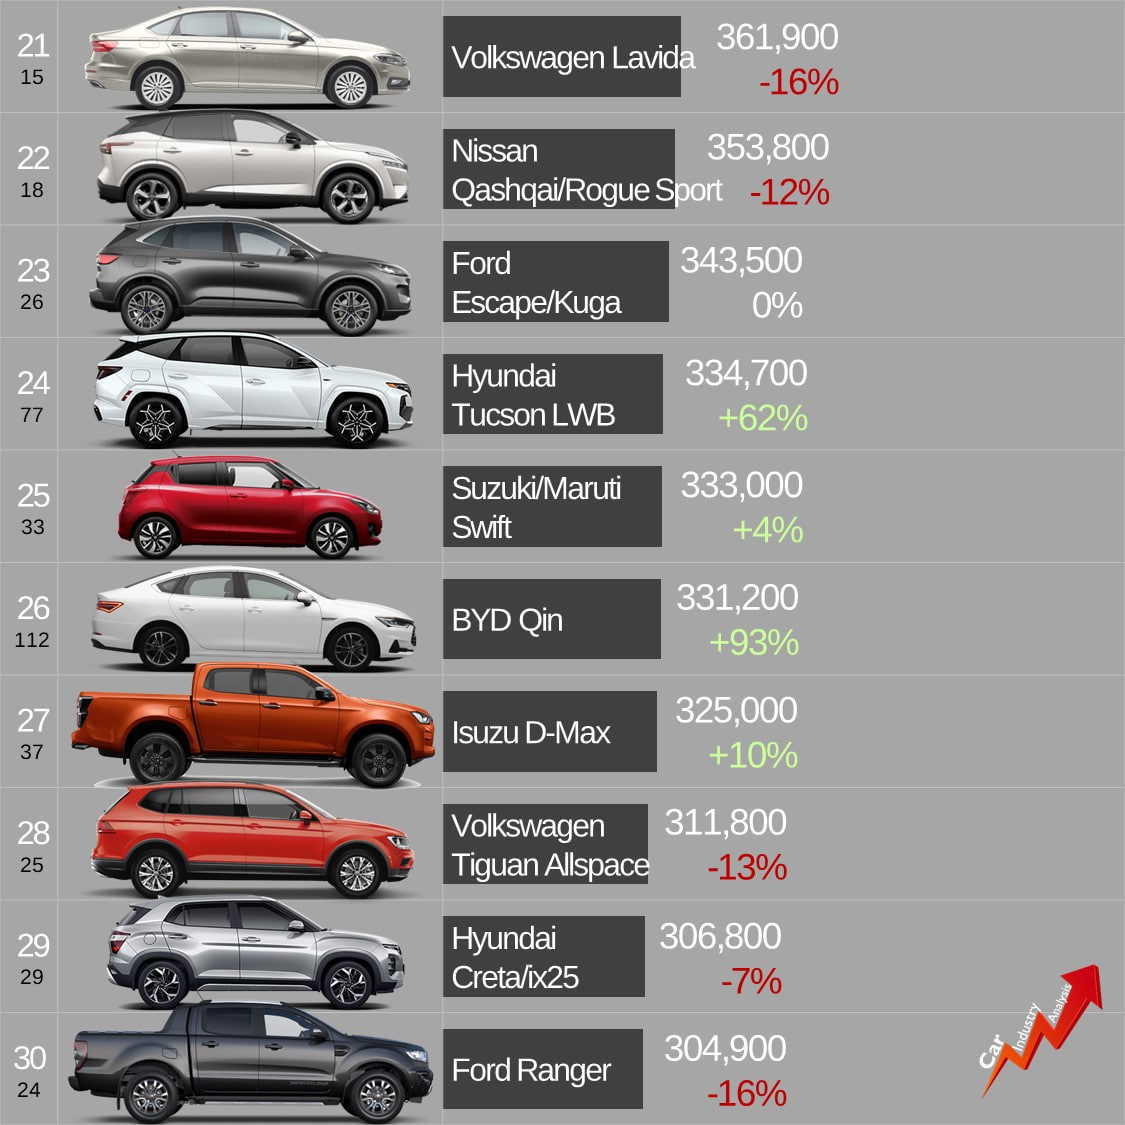 21
15
Volkswagen Lavida
361,900
-16%
22
18
Nissan
Qashqai/Rogue Sport
353,800
-12%
23
26
Ford
Escape/Kuga
343,500
0%
24
77
Hyundai
Tucson LWB
334,700
+62%
25
33
Suzuki/Maruti
Swift
333,000
+4%
26
112
BYD Qin
331,200
+93%
27
37
Isuzu D-Max
325,000
+10%
28
25
Volkswagen
Tiguan Allspace
311,800
-13%
29
29
Hyundai
Creta/ix25
306,800
-7%
30
24
Ford Ranger
304,900
-16%
Car
Industry
Analysis